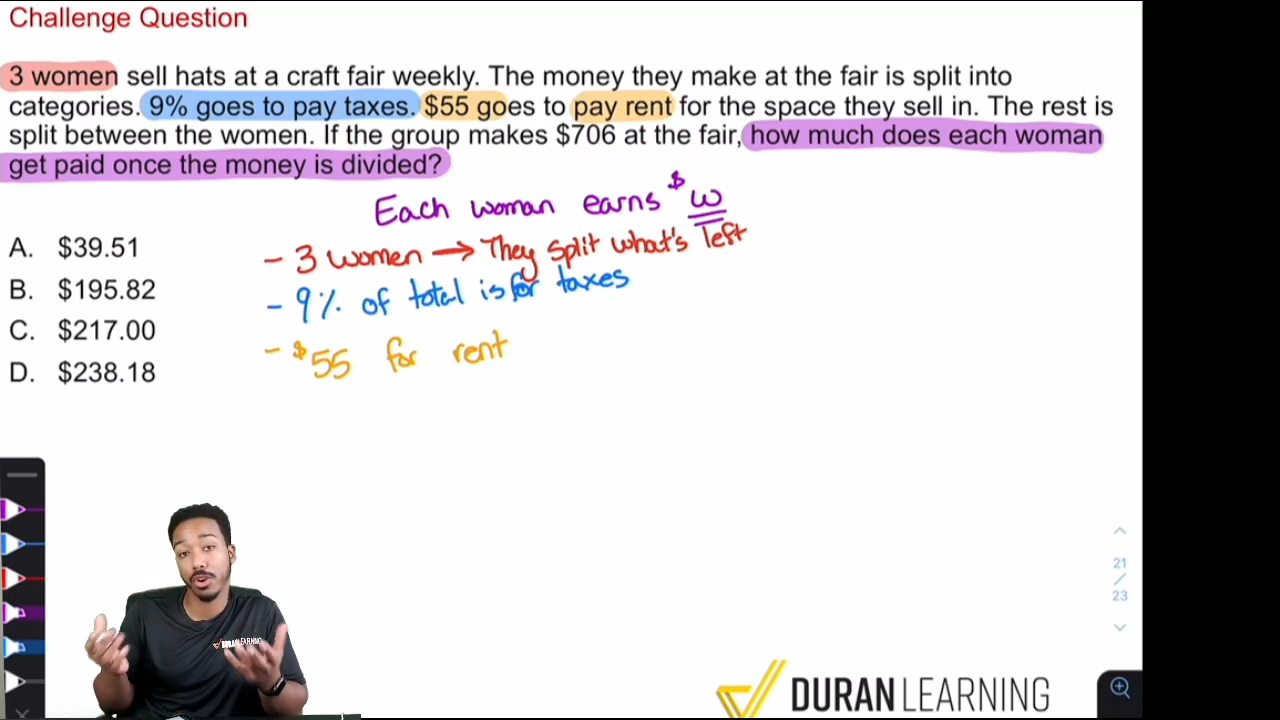 Challenge Question
3 women sell hats at a craft fair weekly. The money they make at the fair is split into
categories. 9% goes to pay taxes. $55 goes to pay rent for the space they sell in. The rest is
split between the women. If the group makes $706 at the fair, how much does each woman
get paid once the money is divided?
Each woman earns $ w
A. $39.51
B. $195.82
C. $217.00
D. $238.18
- 3 women → They split what's left
- 9% of total is for taxes
- $55 for rent
21
/
23
DURAN LEARNING
DURAN LEARNING